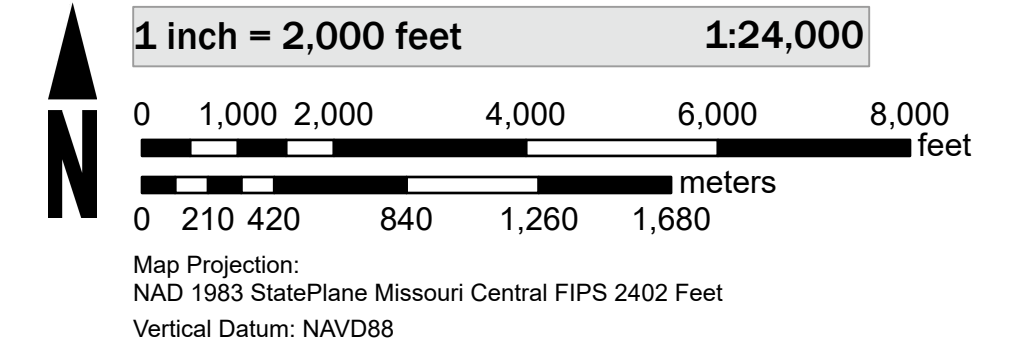 1 inch = 2,000 feet 1:24,000
0 1,000 2,000 4,000 6,000 8,000
feet
meters
0 210 420 840 1,260 1,680
N
Map Projection:
NAD 1983 StatePlane Missouri Central FIPS 2402 Feet
Vertical Datum: NAVD88